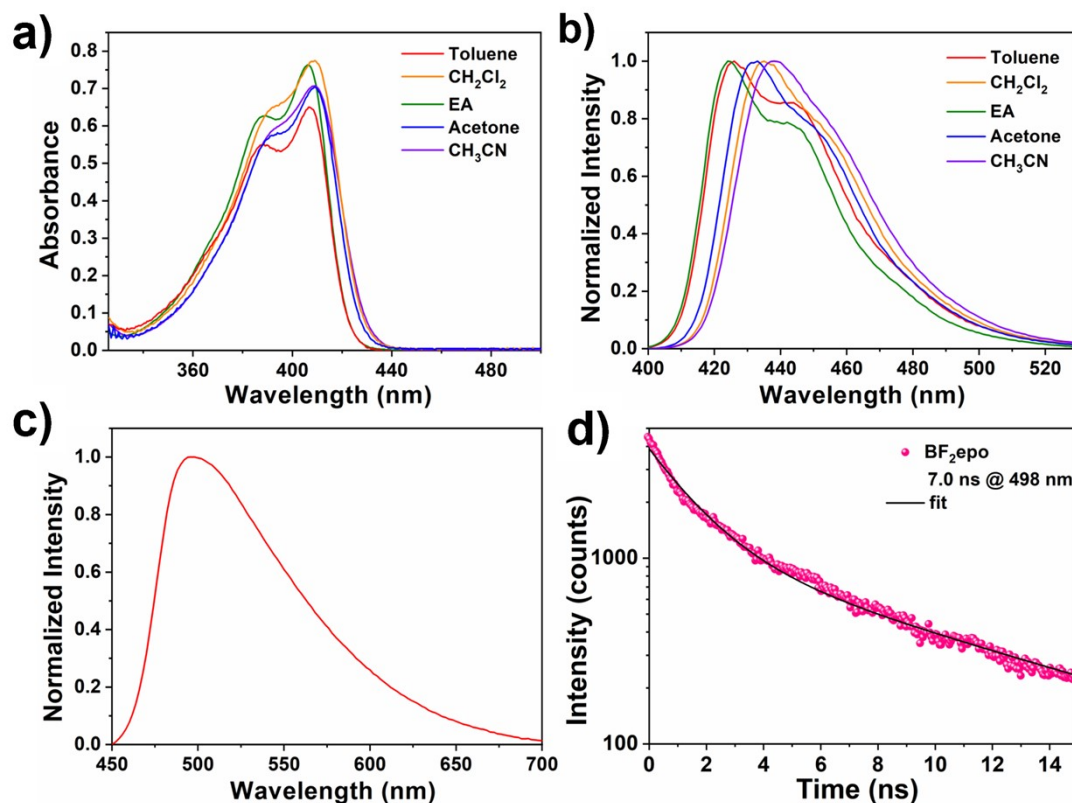 a)
Absorbance
0.8
0.7
0.6
0.5
0.4
0.3
0.2
0.1
0.0
360 400 440 480
Wavelength (nm)
Toluene
CH₂Cl₂
EA
Acetone
CH₃CN
b)
Normalized Intensity
1.0
0.8
0.6
0.4
0.2
0.0
400 420 440 460 480 500 520
Wavelength (nm)
Toluene
CH₂Cl₂
EA
Acetone
CH₃CN
c)
Normalized Intensity
1.0
0.8
0.6
0.4
0.2
0.0
450 500 550 600 650 700
Wavelength (nm)
d)
Intensity (counts)
1000
100
0 2 4 6 8 10 12 14
Time (ns)
BF₂epo
7.0 ns @ 498 nm
fit